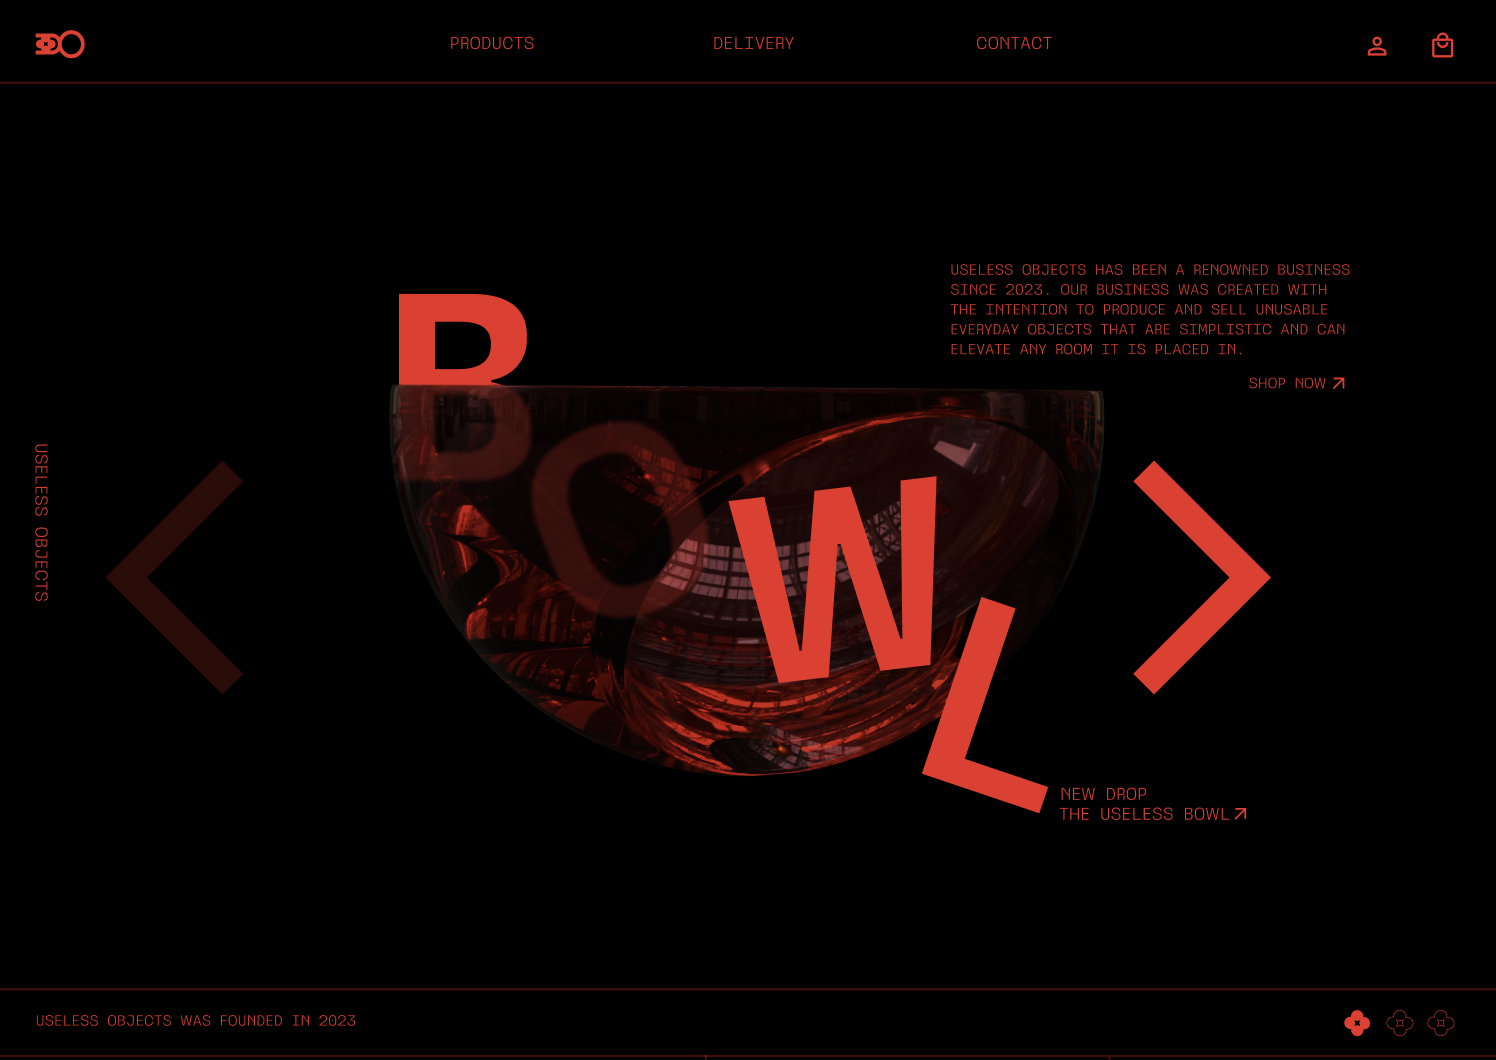 PRODUCTS
DELIVERY
CONTACT
USELESS OBJECTS HAS BEEN A RENOWNED BUSINESS
SINCE 2023. OUR BUSINESS WAS CREATED WITH
THE INTENTION TO PRODUCE AND SELL UNUSABLE
EVERYDAY OBJECTS THAT ARE SIMPLISTIC AND CAN
ELEVATE ANY ROOM IT IS PLACED IN.
SHOP NOW
BOWL
USELESS OBJECTS
NEW DROP
THE USELESS BOWL
USELESS OBJECTS WAS FOUNDED IN 2023